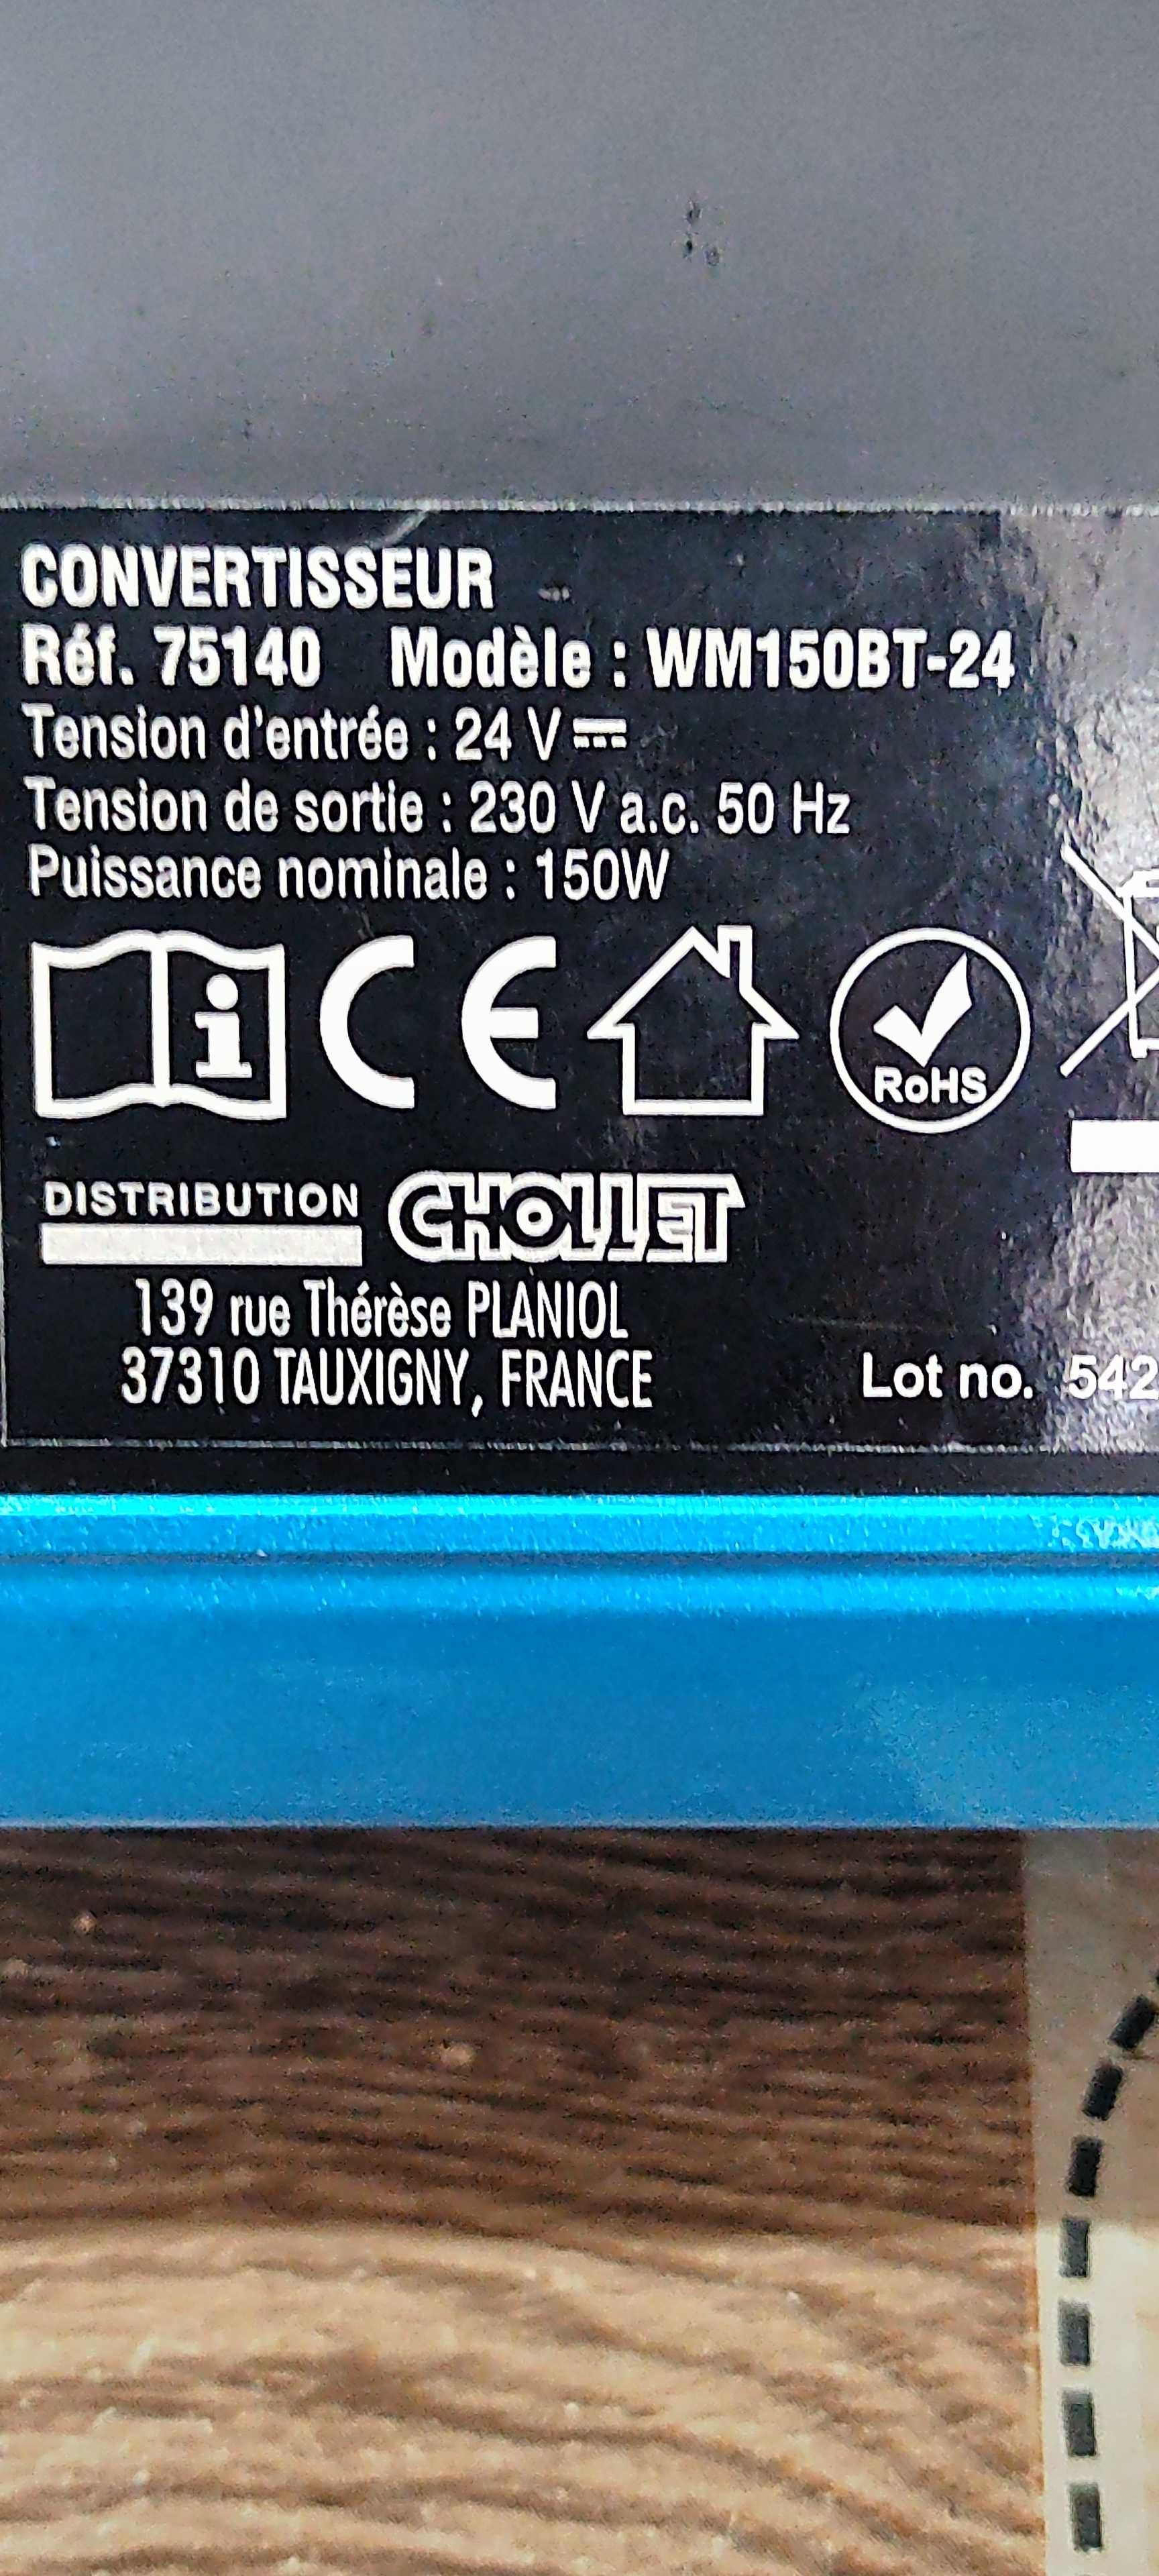 CONVERTISSEUR
Réf. 75140 Modèle : WM150BT-24
Tension d'entrée : 24 V
Tension de sortie : 230 V a.c. 50 Hz
Puissance nominale : 150W
i CE RoHS
DISTRIBUTION CHOLLET
139 rue Thérèse PLANIOL
37310 TAUXIGNY, FRANCE
Lot no. 542